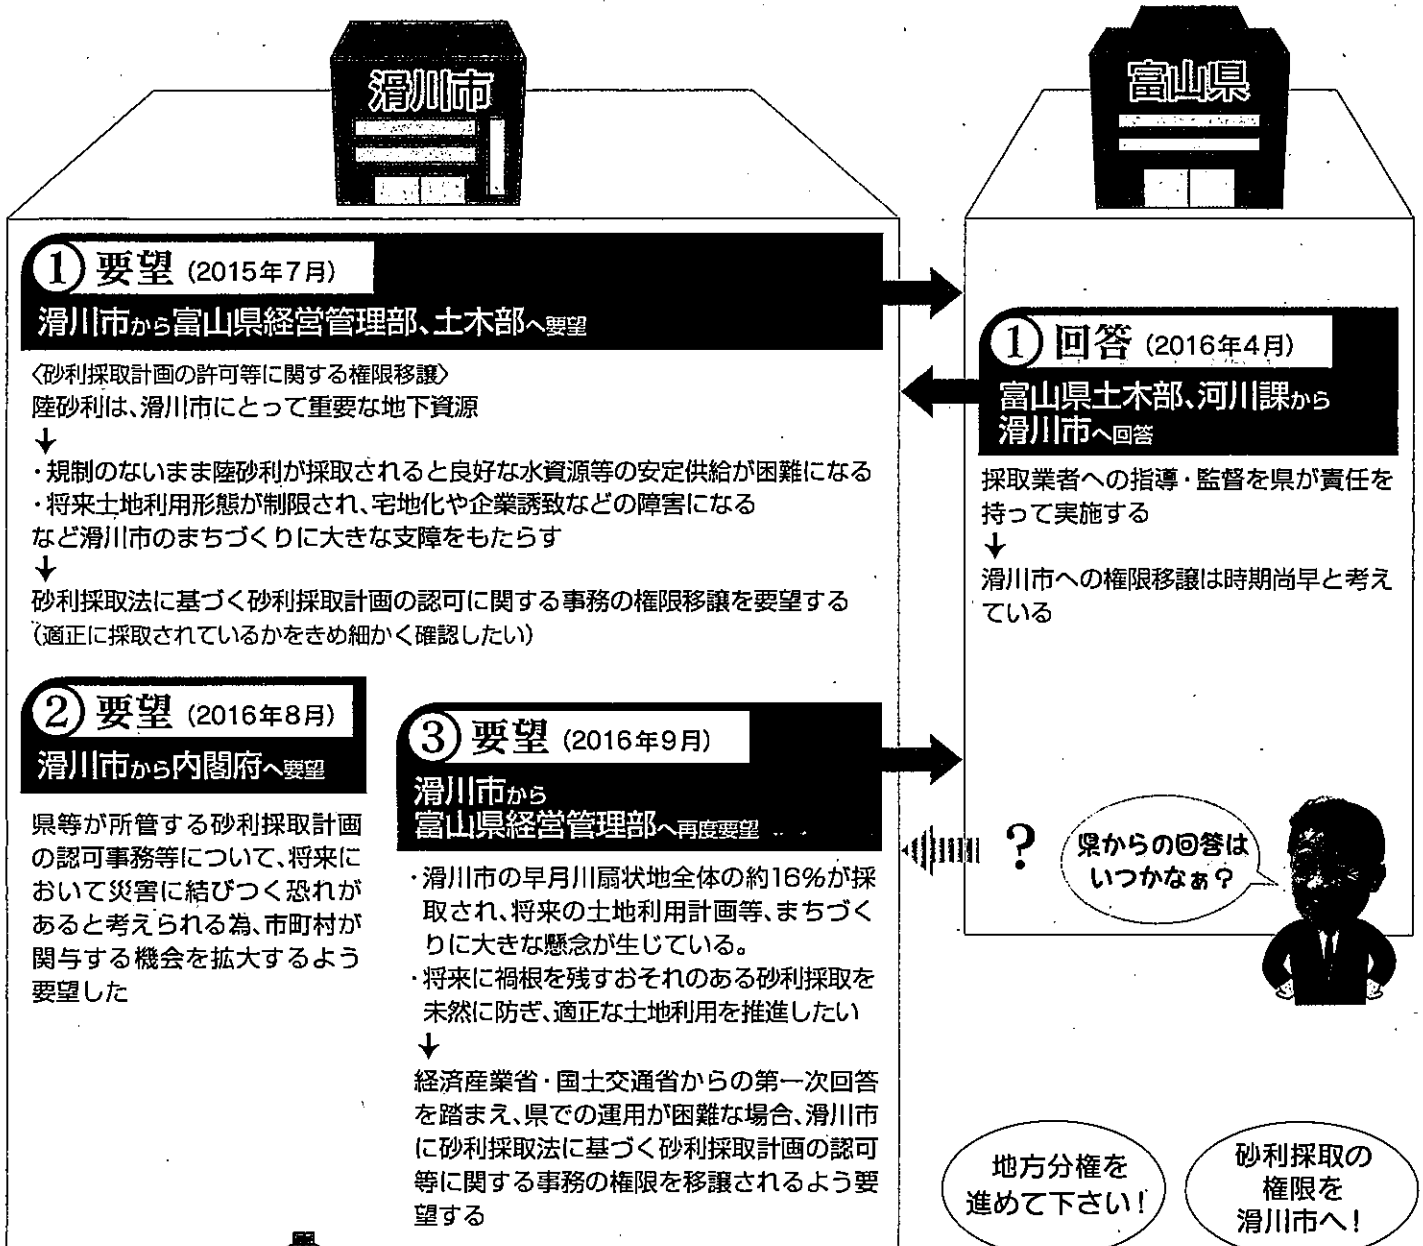 滑川市
富山県
①要望(2015年7月)
滑川市から富山県経営管理部、土木部へ要望
〈砂利採取計画の許可等に関する権限移譲〉
陸砂利は、滑川市にとって重要な地下資源
↓
・規制のないまま陸砂利が採取されると良好な水資源等の安定供給が困難になる
・将来土地利用形態が制限され、宅地化や企業誘致などの障害になる
など滑川市のまちづくりに大きな支障をもたらす
↓
砂利採取法に基づく砂利採取計画の認可に関する事務の権限移譲を要望する
(適正に採取されているかをきめ細かく確認したい)
①回答(2016年4月)
富山県土木部、河川課から
滑川市へ回答
採取業者への指導・監督を県が責任を
持って実施する
↓
滑川市への権限移譲は時期尚早と考え
ている
②要望(2016年8月)
滑川市から内閣府へ要望
県等が所管する砂利採取計画
の認可事務等について、将来に
おいて災害に結びつく恐れが
あると考えられる為、市町村が
関与する機会を拡大するよう
要望した
③要望(2016年9月)
滑川市から
富山県経営管理部へ再度要望
・滑川市の早月川扇状地全体の約16%が採
取され、将来の土地利用計画等、まちづく
りに大きな懸念が生じている。
・将来に禍根を残すおそれのある砂利採取を
未然に防ぎ、適正な土地利用を推進したい
↓
経済産業省・国土交通省からの第一次回答
を踏まえ、県での運用が困難な場合、滑川市
に砂利採取法に基づく砂利採取計画の認可
等に関する事務の権限を移譲されるよう要
望する
?
県からの回答は
いつかなぁ?
地方分権を
進めて下さい!
砂利採取の
権限を
滑川市へ!